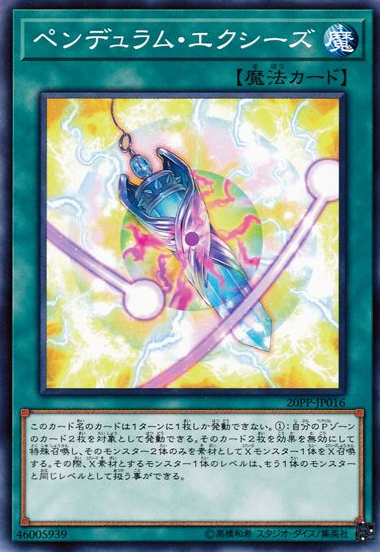 ペンデュラム・エクシーズ
魔
【魔法カード】
20PP-JP016
このカード名のカードは1ターンに1枚しか発動できない。①:自分のPゾーン
のカード2枚を対象として発動できる。そのカード2枚を効果を無効にして
特殊召喚し、そのモンスター2体のみを素材としてXモンスター1体をX召喚
する。その際、X素材とするモンスター1体のレベルは、もう1体のモンスター
と同じレベルとして扱う事ができる。
46005939
©高橋和希 スタジオ・ダイス/集英社